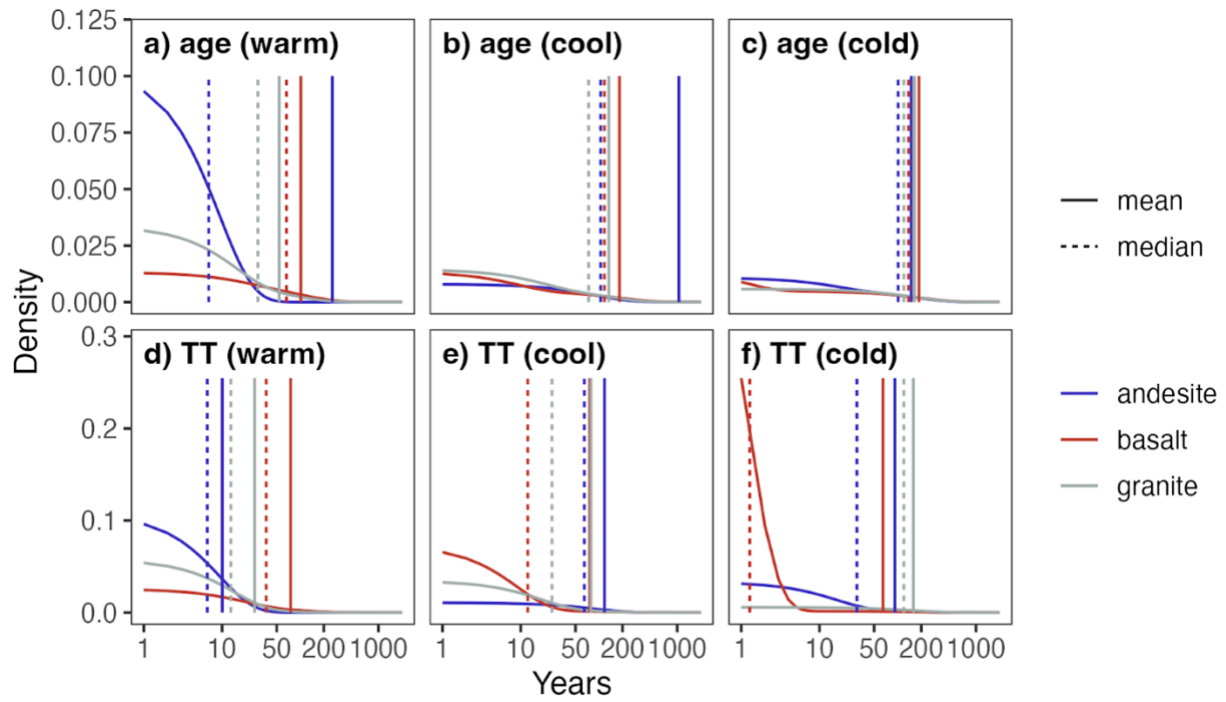 0.125
0.100
0.075
0.050
0.025
0.000
a) age (warm)
b) age (cool)
c) age (cold)
Density
0.3
0.2
0.1
0.0
d) TT (warm)
e) TT (cool)
f) TT (cold)
1 10 50 200 1000
1 10 50 200 1000
1 10 50 200 1000
Years
mean
median
andesite
basalt
granite